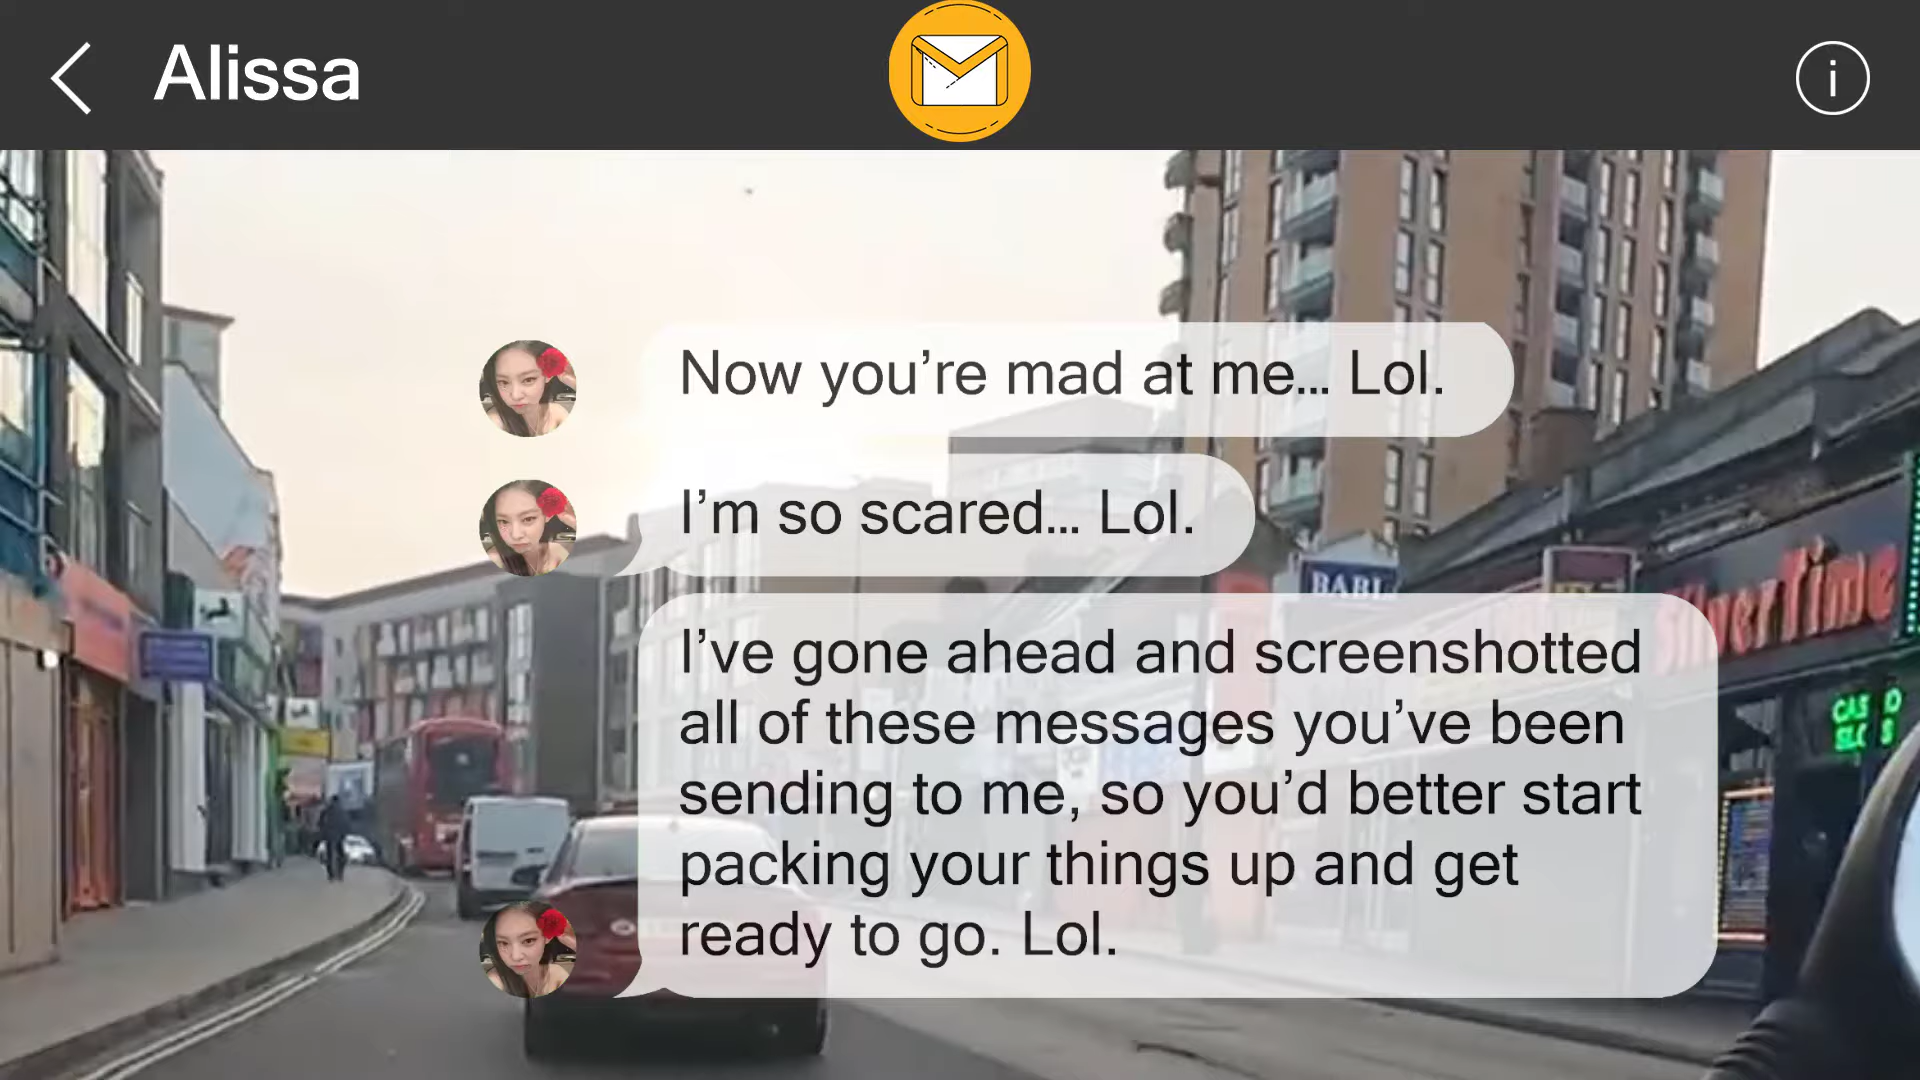 Alissa
i
Now you’re mad at me... Lol.
I’m so scared... Lol.
I’ve gone ahead and screenshotted
all of these messages you’ve been
sending to me, so you’d better start
packing your things up and get
ready to go. Lol.
SilverTime